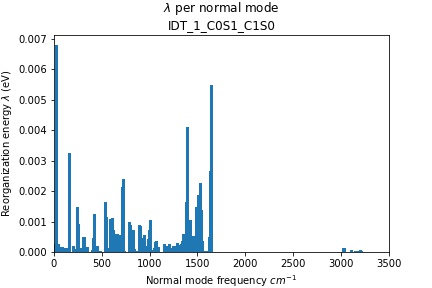 λ per normal mode
IDT_1_C0S1_C1S0
Reorganization energy λ (eV)
0.007
0.006
0.005
0.004
0.003
0.002
0.001
0.000
0 500 1000 1500 2000 2500 3000 3500
Normal mode frequency cm⁻¹